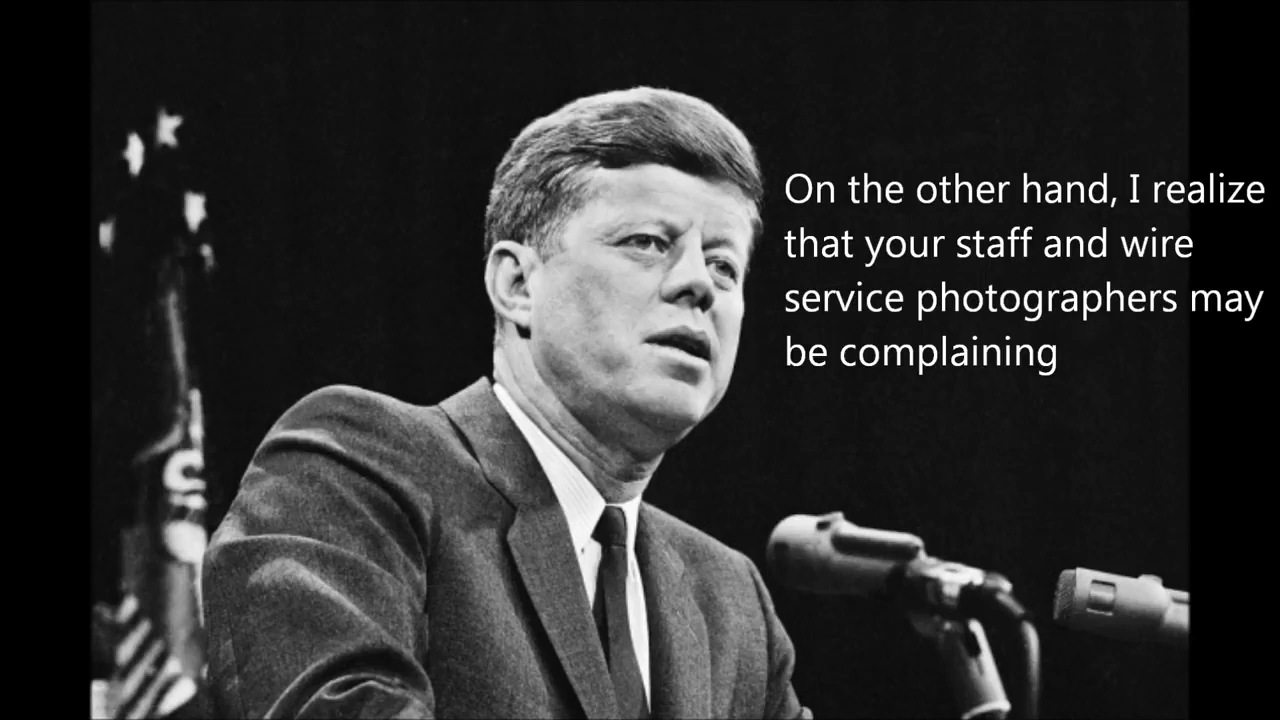 On the other hand, I realize
that your staff and wire
service photographers may
be complaining